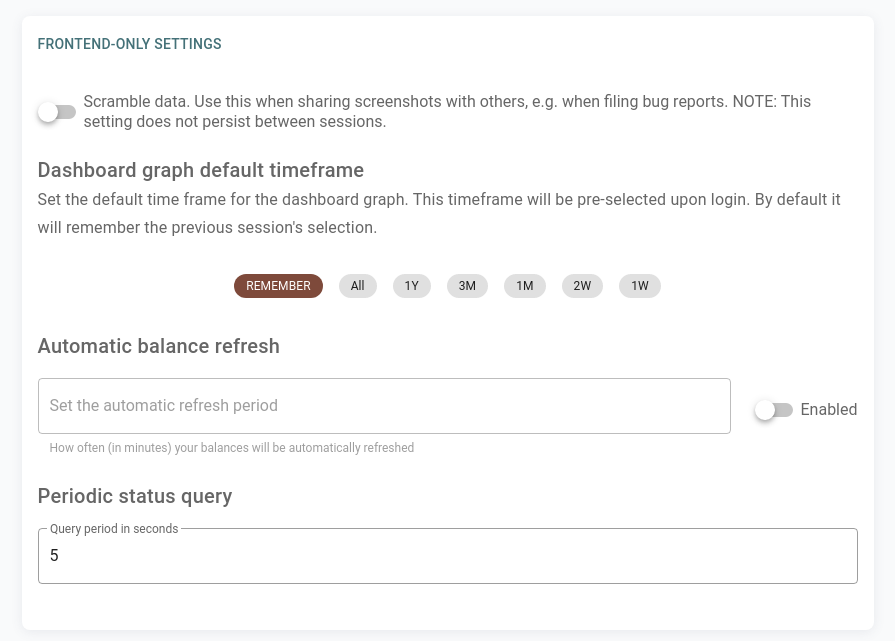 FRONTEND-ONLY SETTINGS
Scramble data. Use this when sharing screenshots with others, e.g. when filing bug reports. NOTE: This
setting does not persist between sessions.
Dashboard graph default timeframe
Set the default time frame for the dashboard graph. This timeframe will be pre-selected upon login. By default it
will remember the previous session's selection.
REMEMBER All 1Y 3M 1M 2W 1W
Automatic balance refresh
Set the automatic refresh period
Enabled
How often (in minutes) your balances will be automatically refreshed
Periodic status query
Query period in seconds
5